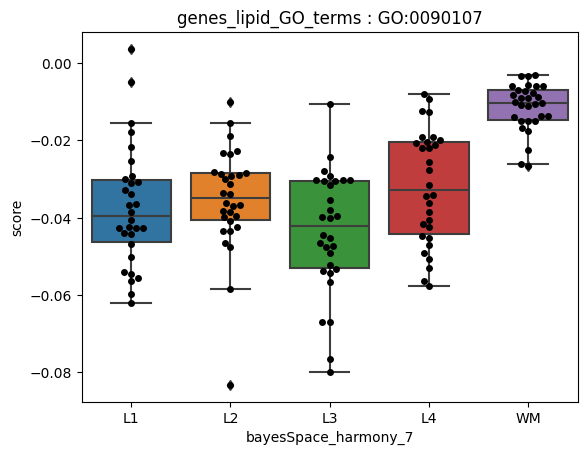 genes_lipid_GO_terms : GO:0090107
0.00
−0.02
−0.04
−0.06
−0.08
score
L1 L2 L3 L4 WM
bayesSpace_harmony_7